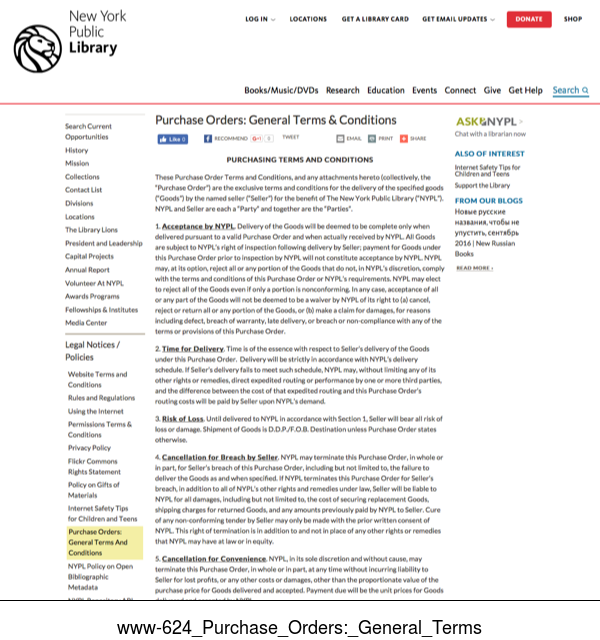 New York
Public
Library
LOG IN
LOCATIONS
GET A LIBRARY CARD
GET EMAIL UPDATES
DONATE
SHOP
Books/Music/DVDs Research Education Events Connect Give Get Help Search
Search Current
Opportunities
History
Mission
Collections
Contact List
Divisions
Locations
The Library Lions
President and Leadership
Capital Projects
Annual Report
Volunteer At NYPL
Awards Programs
Fellowships & Institutes
Media Center
Legal Notices /
Policies
Website Terms and
Conditions
Rules and Regulations
Using the Internet
Permissions Terms &
Conditions
Privacy Policy
Flickr Commons
Rights Statement
Policy on Gifts of
Materials
Internet Safety Tips
for Children and Teens
Purchase Orders:
General Terms And
Conditions
NYPL Policy on Open
Bibliographic
Metadata
Purchase Orders: General Terms & Conditions
Like 0
RECOMMEND
G+1
0
TWEET
EMAIL
PRINT
SHARE
PURCHASING TERMS AND CONDITIONS
These Purchase Order Terms and Conditions, and any attachments hereto (collectively, the
"Purchase Order") are the exclusive terms and conditions for the delivery of the specified goods
("Goods") by the named seller ("Seller") for the benefit of The New York Public Library ("NYPL").
NYPL and Seller are each a "Party" and together are the "Parties".
1. Acceptance by NYPL. Delivery of the Goods will be deemed to be complete only when
delivered pursuant to a valid Purchase Order and when actually received by NYPL. All Goods
are subject to NYPL's right of inspection following delivery by Seller; payment for Goods under
this Purchase Order prior to inspection by NYPL will not constitute acceptance by NYPL. NYPL
may, at its option, reject all or any portion of the Goods that do not, in NYPL's discretion, comply
with the terms and conditions of this Purchase Order or NYPL's requirements. NYPL may elect
to reject all of the Goods even if only a portion is nonconforming. In any case, acceptance of all
or any part of the Goods will not be deemed to be a waiver by NYPL of its right to (a) cancel,
reject or return all or any portion of the Goods, or (b) make a claim for damages, for reasons
including defect, breach of warranty, late delivery, or breach or non-compliance with any of the
terms or provisions of this Purchase Order.
2. Time for Delivery. Time is of the essence with respect to Seller's delivery of the Goods
under this Purchase Order. Delivery will be strictly in accordance with NYPL's delivery
schedule. If Seller's delivery fails to meet such schedule, NYPL may, without limiting any of its
other rights or remedies, direct expedited routing or performance by one or more third parties,
and the difference between the cost of that expedited routing and this Purchase Order's
routing costs will be paid by Seller upon NYPL's demand.
3. Risk of Loss. Until delivered to NYPL in accordance with Section 1, Seller will bear all risk of
loss or damage. Shipment of Goods is D.D.P./F.O.B. Destination unless Purchase Order states
otherwise.
4. Cancellation for Breach by Seller. NYPL may terminate this Purchase Order, in whole or
in part, for Seller's breach of this Purchase Order, including but not limited to, the failure to
deliver the Goods as and when specified. If NYPL terminates this Purchase Order for Seller's
breach, in addition to all of NYPL's other rights and remedies under law, Seller will be liable to
NYPL for all damages, including but not limited to, the cost of securing replacement Goods,
shipping charges for returned Goods, and any amounts previously paid by NYPL to Seller. Cure
of any non-conforming tender by Seller may only be made with the prior written consent of
NYPL. This right of termination is in addition to and not in place of any other rights or remedies
that NYPL may have at law or in equity.
5. Cancellation for Convenience. NYPL, in its sole discretion and without cause, may
terminate this Purchase Order, in whole or in part, at any time without incurring liability to
Seller for lost profits, or any other costs or damages, other than the proportionate value of the
purchase price for Goods delivered and accepted. Payment due will be the unit prices for Goods
ASK NYPL
Chat with a librarian now
ALSO OF INTEREST
Internet Safety Tips for
Children and Teens
Support the Library
FROM OUR BLOGS
Новые русские
названия, чтобы не
упустить, сентябрь
2016 | New Russian
Books
READ MORE ›
www-624_Purchase_Orders:_General_Terms